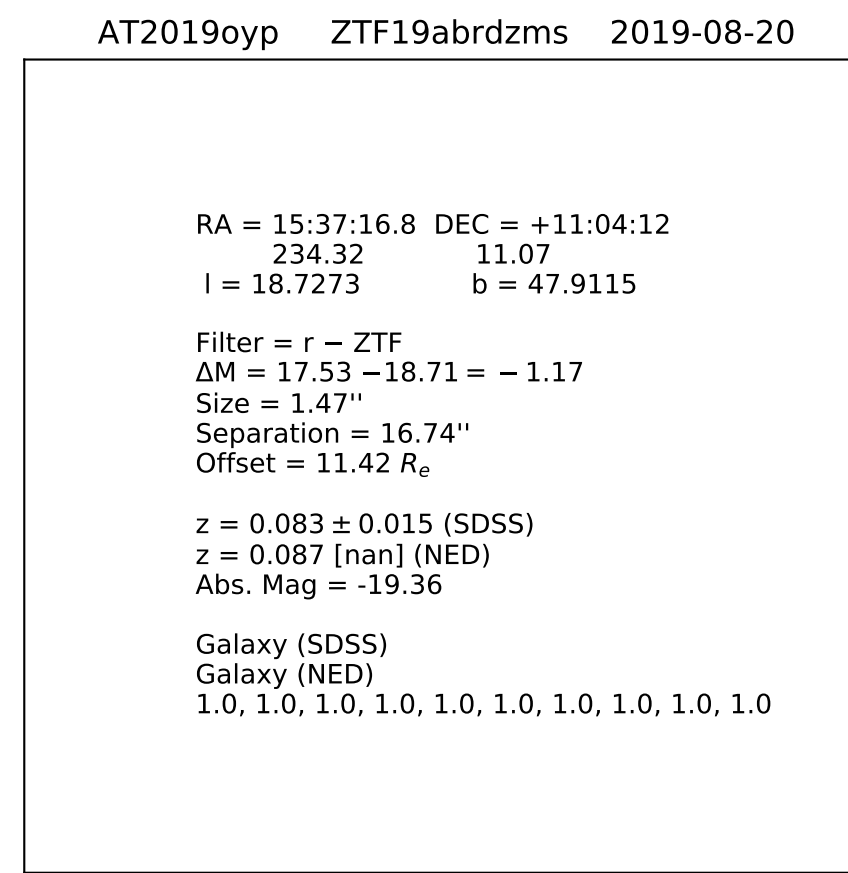 AT2019oyp ZTF19abrdzms 2019-08-20
RA = 15:37:16.8 DEC = +11:04:12
234.32 11.07
l = 18.7273 b = 47.9115
Filter = r − ZTF
ΔM = 17.53 −18.71 = − 1.17
Size = 1.47''
Separation = 16.74''
Offset = 11.42 Re
z = 0.083 ± 0.015 (SDSS)
z = 0.087 [nan] (NED)
Abs. Mag = -19.36
Galaxy (SDSS)
Galaxy (NED)
1.0, 1.0, 1.0, 1.0, 1.0, 1.0, 1.0, 1.0, 1.0, 1.0